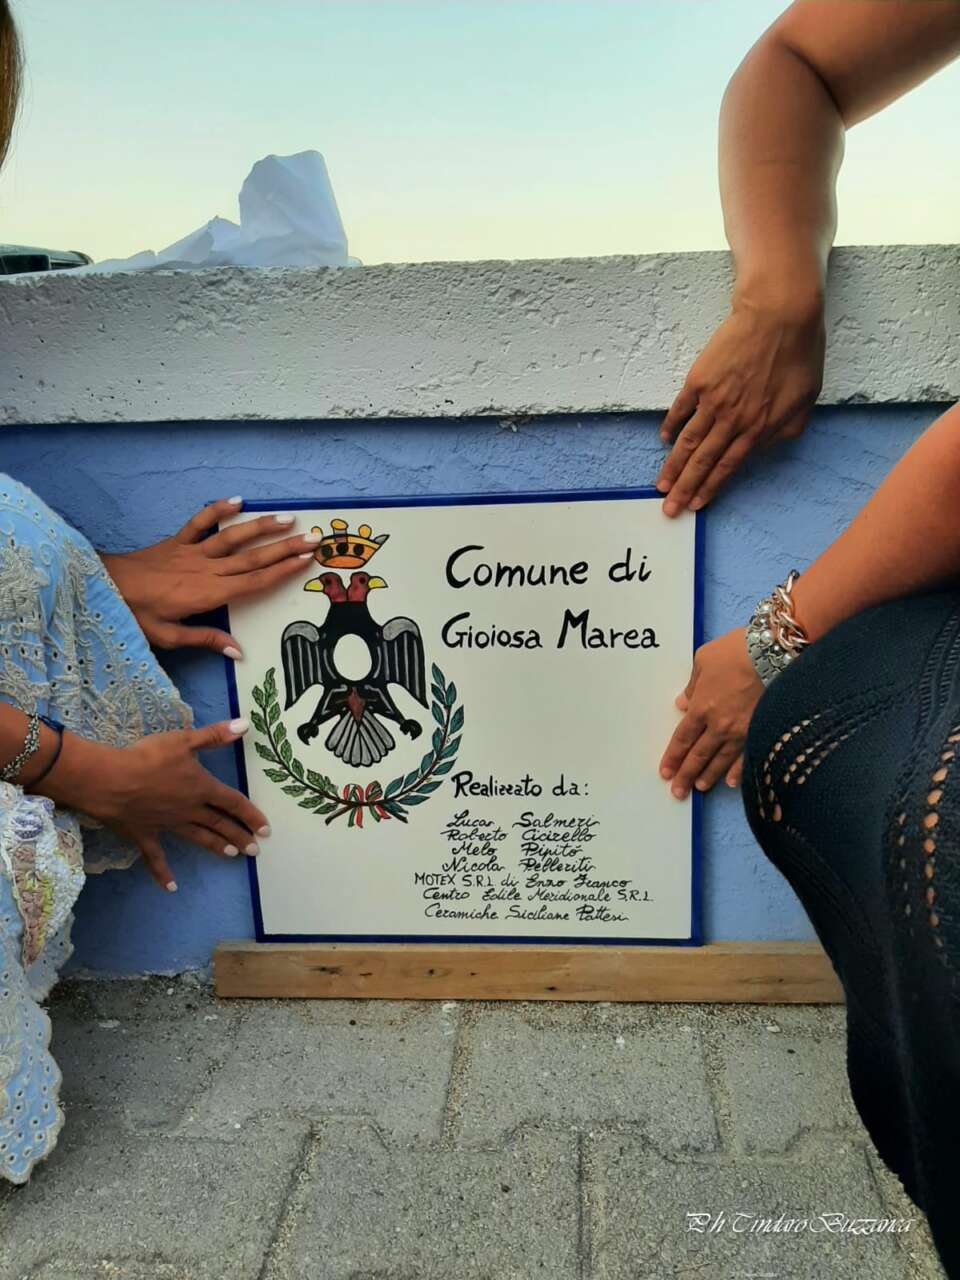 Comune di
Gioiosa Marea
Realizzato da:
Luca Salmeri
Roberto Cicirello
Melo Pipitò
Nicola Pelleriti
MOTEX S.R.L di Enzo Franco
Centro Edile Meridionale S.R.L.
Ceramiche Siciliane Pattesi
Ph Tindaro Buzzanca